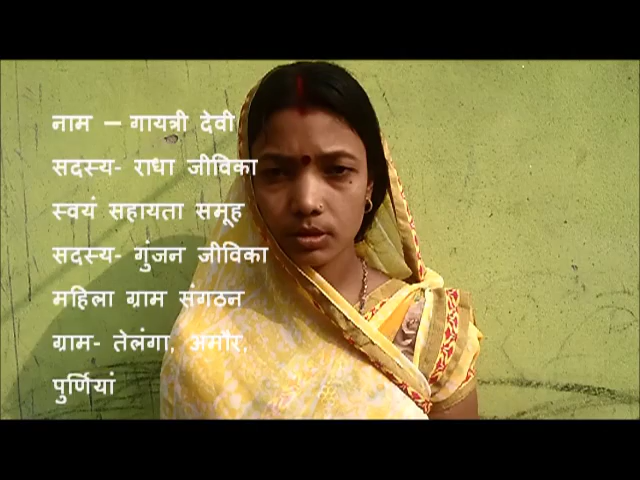 नाम – गायत्री देवी
सदस्य- राधा जीविका
स्वयं सहायता समूह
सदस्य- गुंजन जीविका
महिला ग्राम संगठन
ग्राम- तेलंगा, अमौर,
पुर्णियां